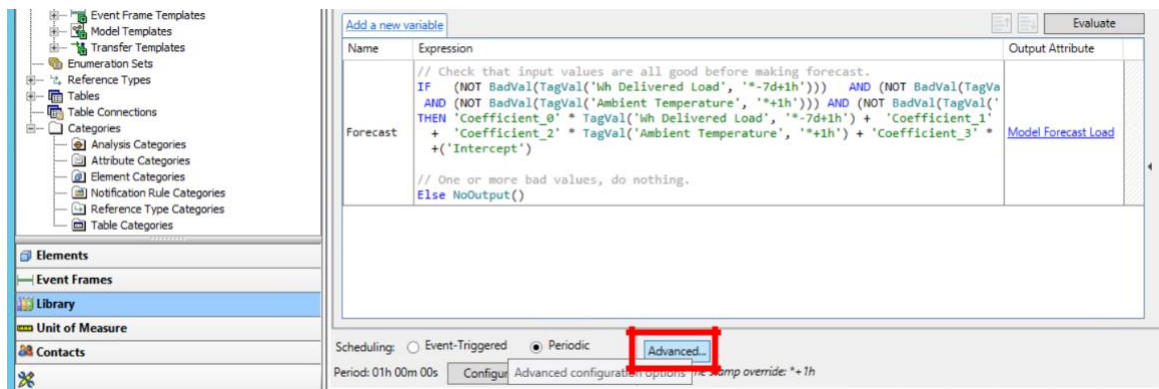 Event Frame Templates
Model Templates
Transfer Templates
Enumeration Sets
Reference Types
Tables
Table Connections
Categories
Analysis Categories
Attribute Categories
Element Categories
Notification Rule Categories
Reference Type Categories
Table Categories
Elements
Event Frames
Library
Unit of Measure
Contacts
Add a new variable
Evaluate
Name Expression Output Attribute
// Check that input values are all good before making forecast.
IF (NOT BadVal(TagVal('Wh Delivered Load', '*-7d+1h'))) AND (NOT BadVal(TagVa
AND (NOT BadVal(TagVal('Ambient Temperature', '*+1h'))) AND (NOT BadVal(TagVal('
THEN 'Coefficient_0' * TagVal('Wh Delivered Load', '*-7d+1h') + 'Coefficient_1'
Forecast + 'Coefficient_2' * TagVal('Ambient Temperature', '*+1h') + 'Coefficient_3' * Model Forecast Load
+('Intercept')
// One or more bad values, do nothing.
Else NoOutput()
Scheduling: Event-Triggered Periodic Advanced...
Period: 01h 00m 00s Configur Advanced configuration options stamp override: *+1h